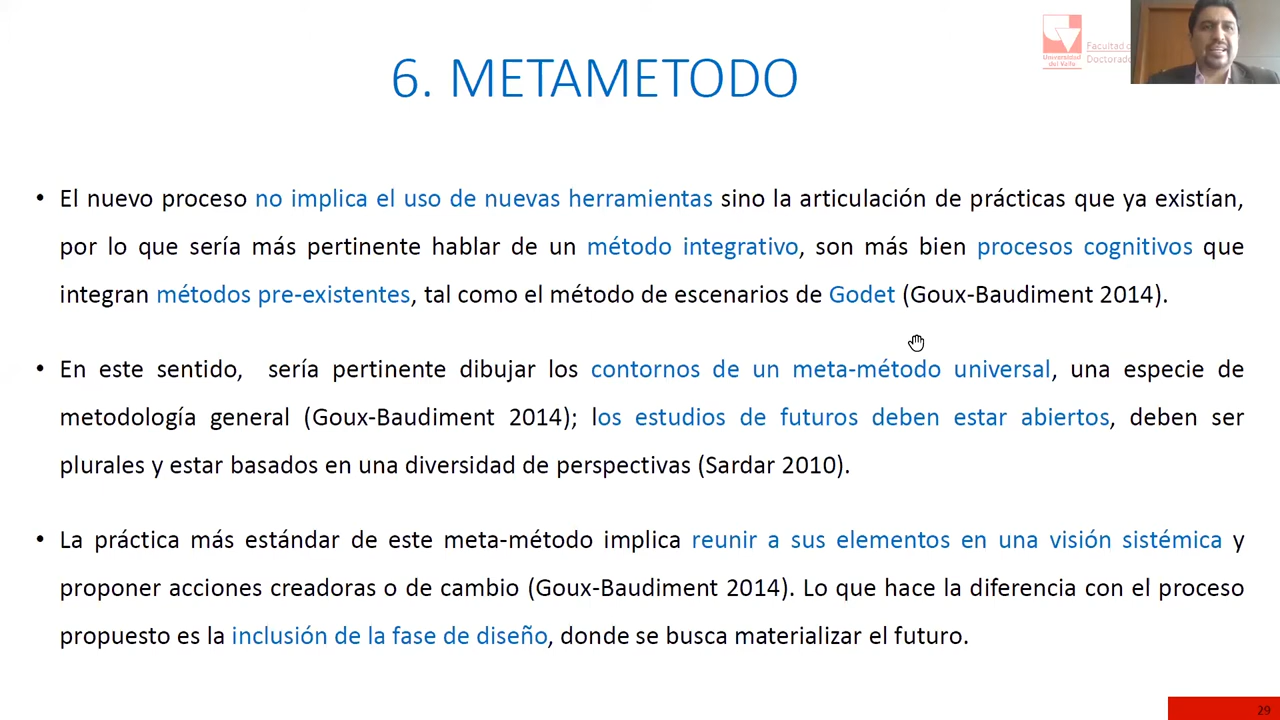 Facultad
Doctorado
Universidad
del Valle
6. METAMETODO
• El nuevo proceso no implica el uso de nuevas herramientas sino la articulación de prácticas que ya existían,
por lo que sería más pertinente hablar de un método integrativo, son más bien procesos cognitivos que
integran métodos pre-existentes, tal como el método de escenarios de Godet (Goux-Baudiment 2014).
• En este sentido, sería pertinente dibujar los contornos de un meta-método universal, una especie de
metodología general (Goux-Baudiment 2014); los estudios de futuros deben estar abiertos, deben ser
plurales y estar basados en una diversidad de perspectivas (Sardar 2010).
• La práctica más estándar de este meta-método implica reunir a sus elementos en una visión sistémica y
proponer acciones creadoras o de cambio (Goux-Baudiment 2014). Lo que hace la diferencia con el proceso
propuesto es la inclusión de la fase de diseño, donde se busca materializar el futuro.
29